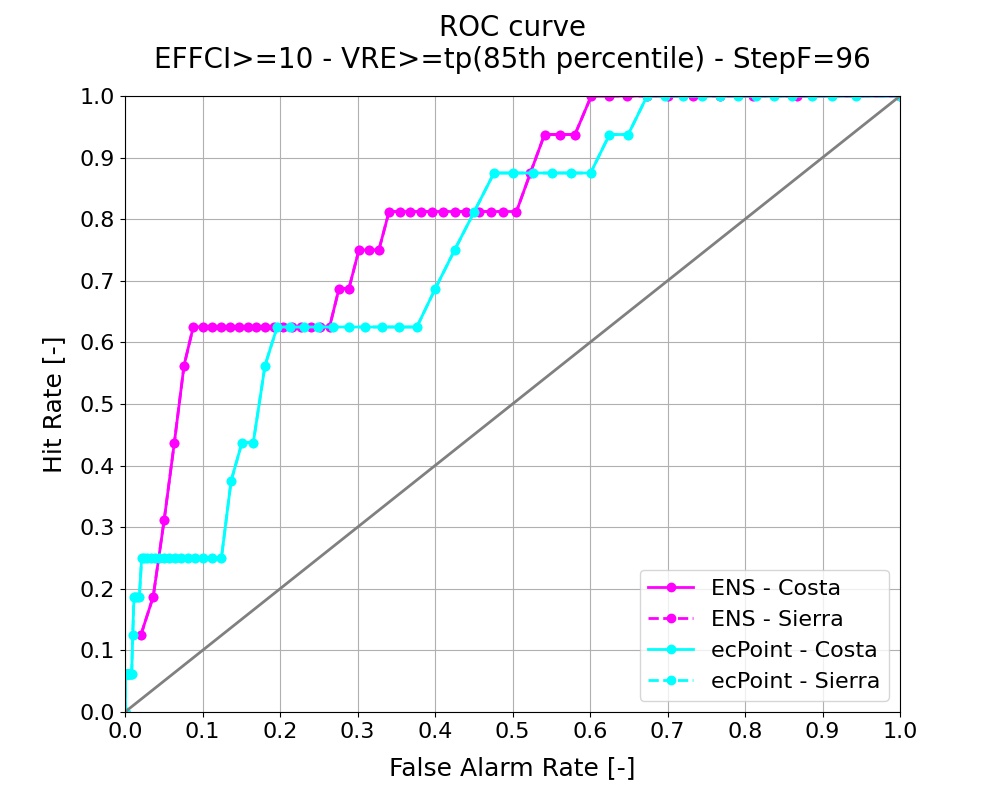 ROC curve
EFFCI>=10 - VRE>=tp(85th percentile) - StepF=96
1.0
0.9
0.8
0.7
0.6
0.5
0.4
0.3
0.2
0.1
0.0
Hit Rate [-]
ENS - Costa
ENS - Sierra
ecPoint - Costa
ecPoint - Sierra
0.0 0.1 0.2 0.3 0.4 0.5 0.6 0.7 0.8 0.9 1.0
False Alarm Rate [-]